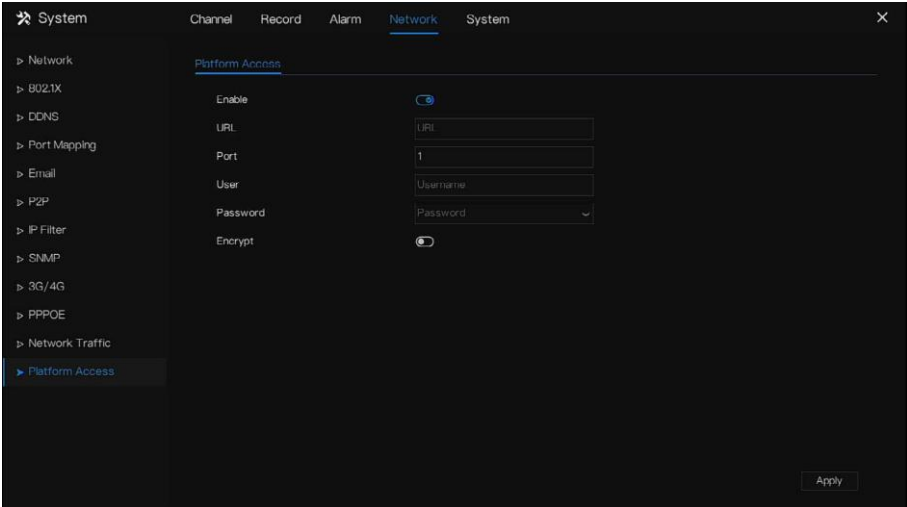 System
Channel Record Alarm Network System
Network
802.1X
DDNS
Port Mapping
Email
P2P
IP Filter
SNMP
3G/4G
PPPOE
Network Traffic
Platform Access
Platform Access
Enable
URL URL
Port 1
User Username
Password Password
Encrypt
Apply